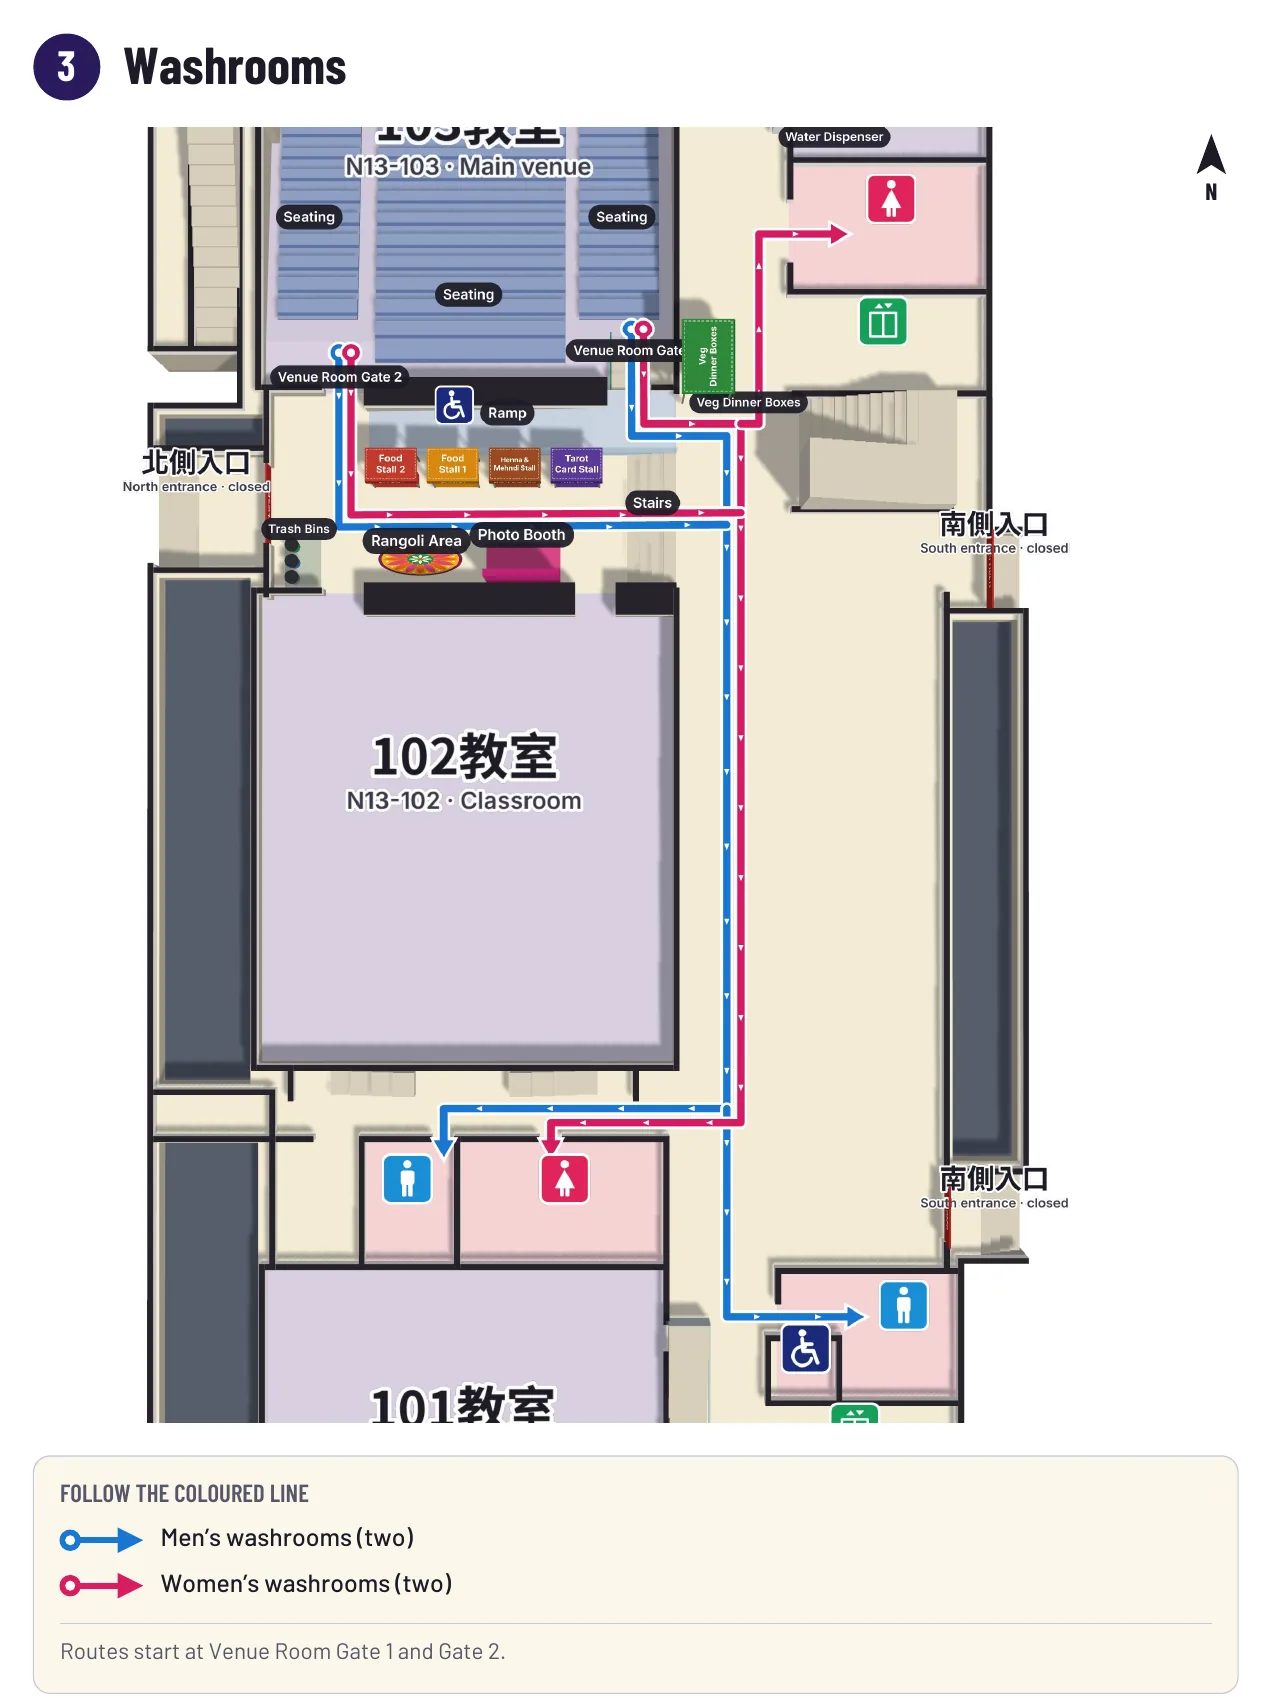 3 Washrooms
103教室
N13-103 · Main venue
Water Dispenser
N
Seating
Seating
Seating
Venue Room Gate
Veg
Dinner Boxes
Venue Room Gate 2
Veg Dinner Boxes
Ramp
Food
Stall 2
Food
Stall 1
Henna &
Mehndi Stall
Tarot
Card Stall
北側入口
North entrance · closed
Stairs
Trash Bins
Rangoli Area
Photo Booth
南側入口
South entrance · closed
102教室
N13-102 · Classroom
南側入口
South entrance · closed
101教室
FOLLOW THE COLOURED LINE
Men’s washrooms (two)
Women’s washrooms (two)
Routes start at Venue Room Gate 1 and Gate 2.